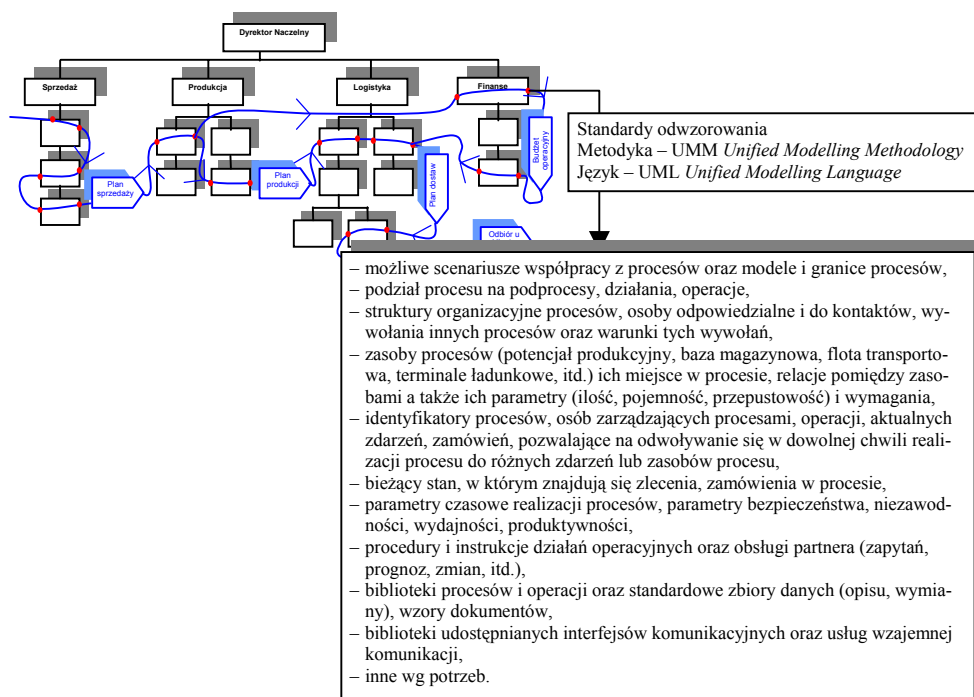 Dyrektor Naczelny
Sprzedaż
Produkcja
Logistyka
Finanse
Plan
sprzedaży
Plan
produkcji
Plan dostaw
Budżet
operacyjny
Odbiór u
Standardy odwzorowania
Metodyka – UMM Unified Modelling Methodology
Język – UML Unified Modelling Language
– możliwe scenariusze współpracy z procesów oraz modele i granice procesów,
– podział procesu na podprocesy, działania, operacje,
– struktury organizacyjne procesów, osoby odpowiedzialne i do kontaktów, wy-
wołania innych procesów oraz warunki tych wywołań,
– zasoby procesów (potencjał produkcyjny, baza magazynowa, flota transporto-
wa, terminale ładunkowe, itd.) ich miejsce w procesie, relacje pomiędzy zaso-
bami a także ich parametry (ilość, pojemność, przepustowość) i wymagania,
– identyfikatory procesów, osób zarządzających procesami, operacji, aktualnych
zdarzeń, zamówień, pozwalające na odwoływanie się w dowolnej chwili reali-
zacji procesu do różnych zdarzeń lub zasobów procesu,
– bieżący stan, w którym znajdują się zlecenia, zamówienia w procesie,
– parametry czasowe realizacji procesów, parametry bezpieczeństwa, niezawod-
ności, wydajności, produktywności,
– procedury i instrukcje działań operacyjnych oraz obsługi partnera (zapytań,
prognoz, zmian, itd.),
– biblioteki procesów i operacji oraz standardowe zbiory danych (opisu, wymia-
ny), wzory dokumentów,
– biblioteki udostępnianych interfejsów komunikacyjnych oraz usług wzajemnej
komunikacji,
– inne wg potrzeb.